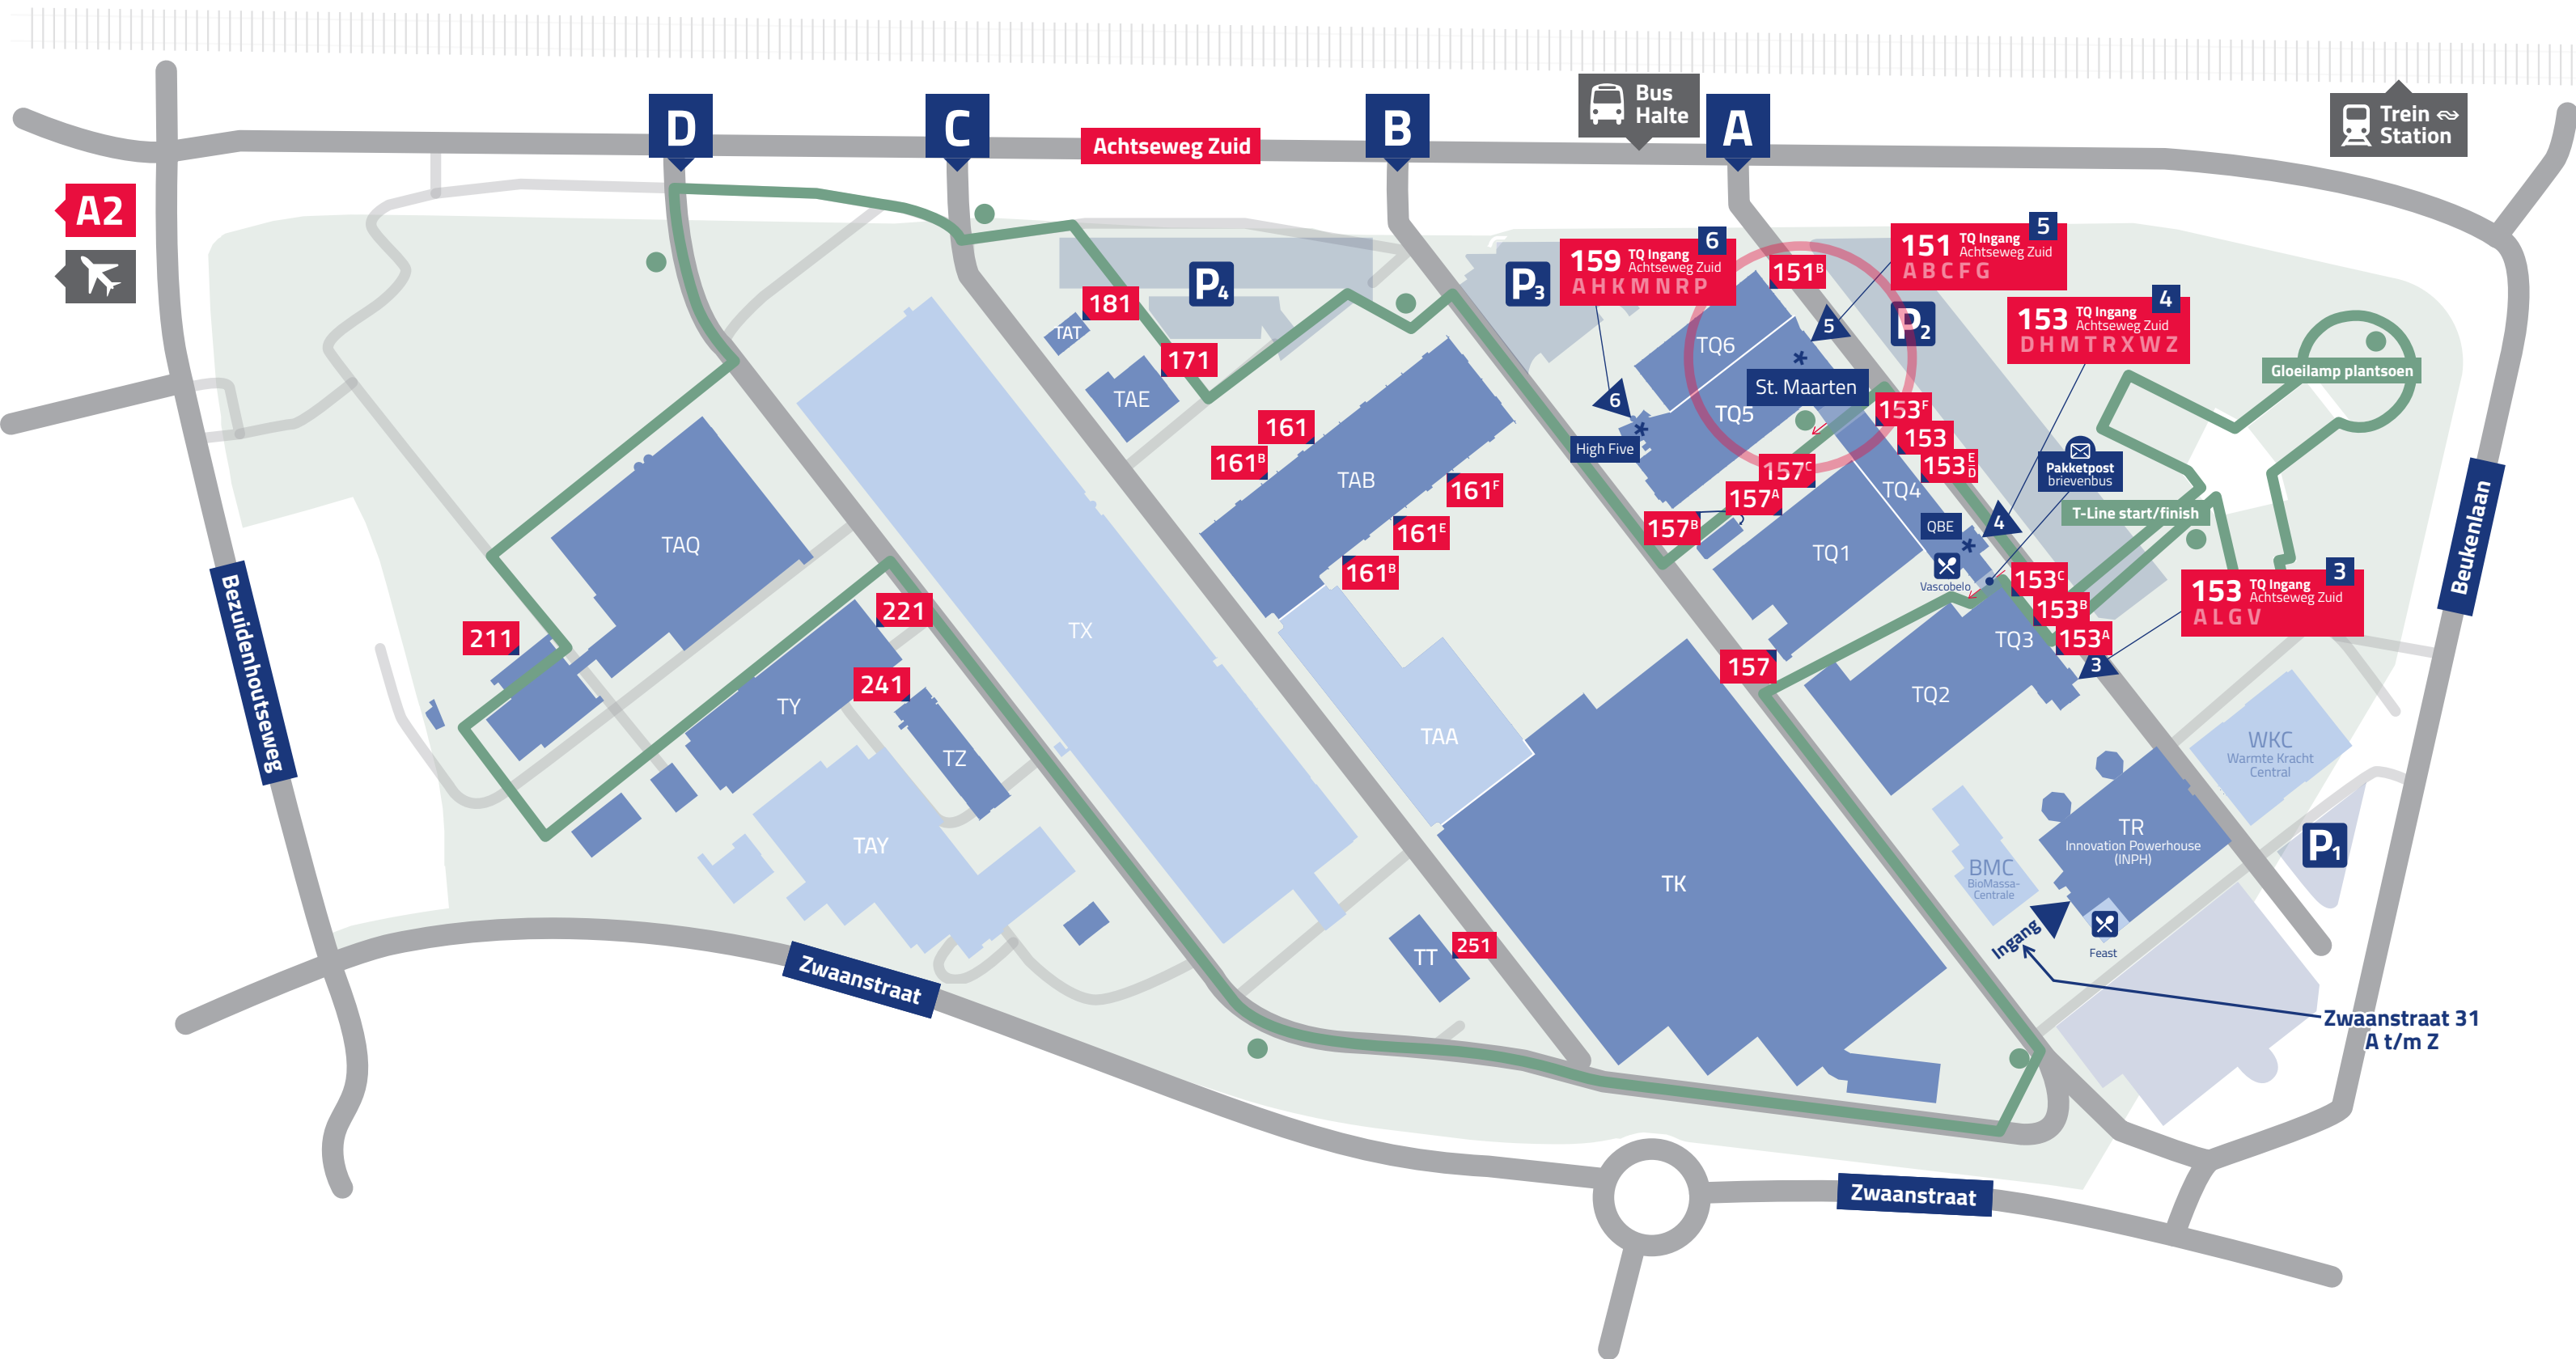 D
C
B
A
Bus
Halte
Trein
Station
Achtseweg Zuid
A2
159 TQ Ingang
Achtseweg Zuid
AHKMNRP
6
151 TQ Ingang
Achtseweg Zuid
ABCFG
5
153 TQ Ingang
Achtseweg Zuid
DHMTRXWZ
4
153 TQ Ingang
Achtseweg Zuid
ALGV
3
P4
P3
P2
P1
181
TAT
171
TAE
151B
5
TQ6
St. Maarten
TQ5
6
High Five
153F
153
153E
D
157C
157A
157B
TQ4
QBE
4
Vascobelo
Pakketpost
brievenbus
T-Line start/finish
Gloeilamp plantsoen
Beukenlaan
161
161B
TAB
161F
161E
161B
TQ1
153C
153B
153A
3
TQ3
157
TQ2
TAQ
TX
221
211
TY
241
TZ
TAY
TAA
TK
TT
251
WKC
Warmte Kracht
Central
TR
Innovation Powerhouse
(INPH)
BMC
BioMassa-
Centrale
Ingang
Feast
Zwaanstraat 31
A t/m Z
Bezuidenhoutseweg
Zwaanstraat
Zwaanstraat